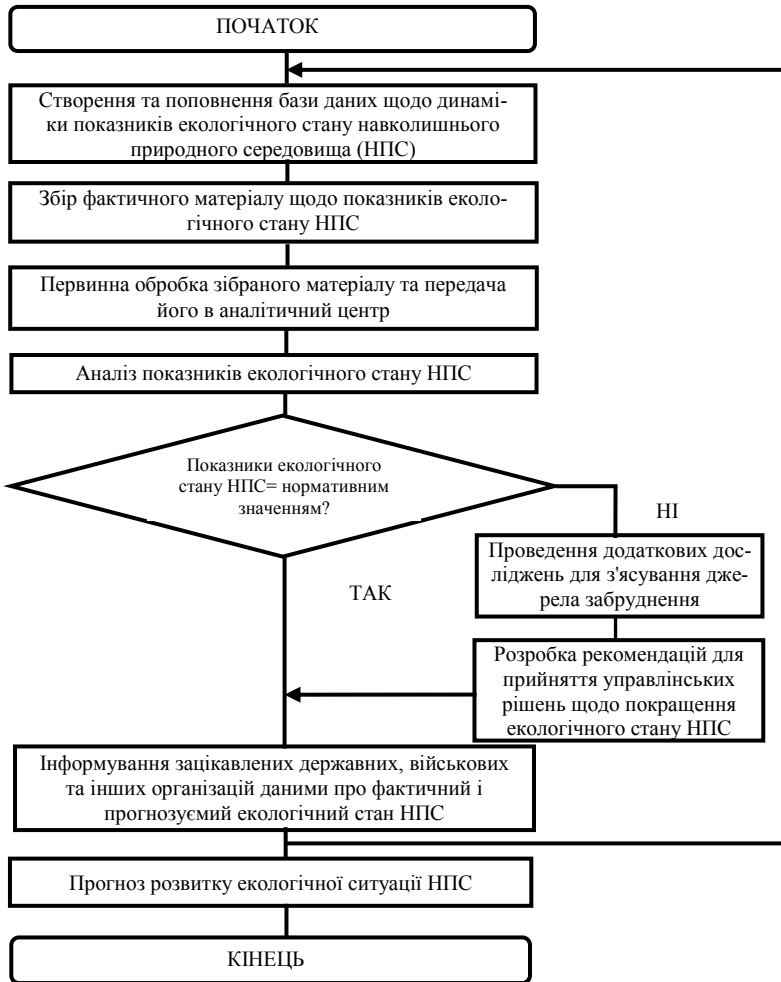 ПОЧАТОК
Створення та поповнення бази даних щодо динамі-
ки показників екологічного стану навколишнього
природного середовища (НПС)
Збір фактичного матеріалу щодо показників еколо-
гічного стану НПС
Первинна обробка зібраного матеріалу та передача
його в аналітичний центр
Аналіз показників екологічного стану НПС
Показники екологічного
стану НПС= нормативним
значенням?
НІ
Проведення додаткових дос-
ліджень для з'ясування дже-
рела забруднення
ТАК
Розробка рекомендацій для
прийняття управлінських
рішень щодо покращення
екологічного стану НПС
Інформування зацікавлених державних, військових
та інших організацій даними про фактичний і
прогнозуємий екологічний стан НПС
Прогноз розвитку екологічної ситуації НПС
КІНЕЦЬ